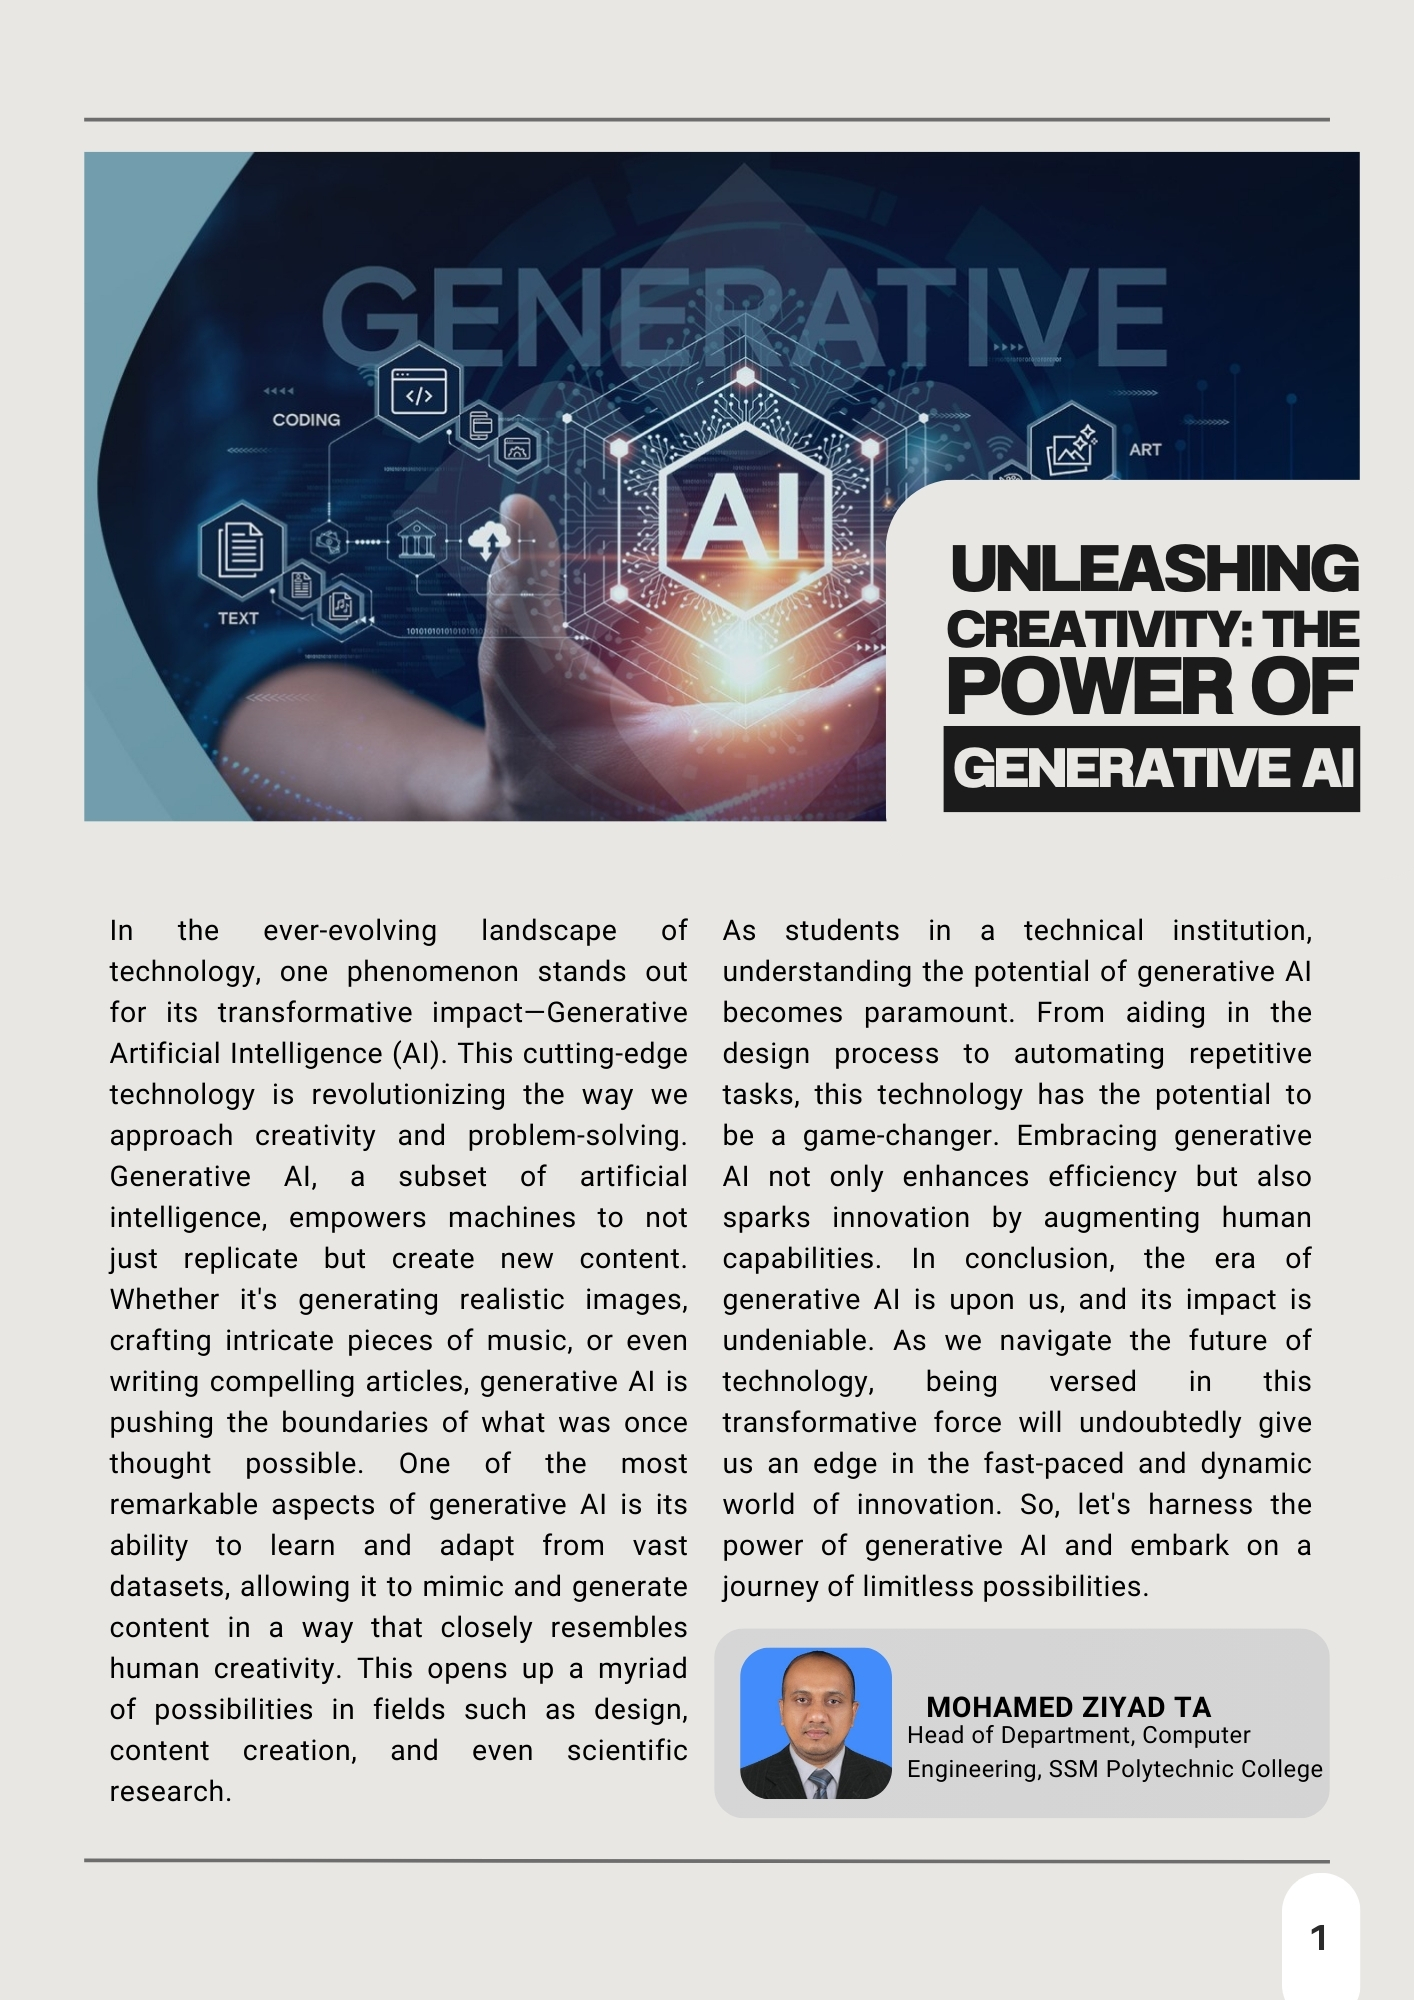 GENERATIVE
CODING
ART
AI
TEXT
10101010101010101
UNLEASHING
CREATIVITY: THE
POWER OF
GENERATIVE AI
In the ever-evolving landscape of
technology, one phenomenon stands out
for its transformative impact—Generative
Artificial Intelligence (AI). This cutting-edge
technology is revolutionizing the way we
approach creativity and problem-solving.
Generative AI, a subset of artificial
intelligence, empowers machines to not
just replicate but create new content.
Whether it's generating realistic images,
crafting intricate pieces of music, or even
writing compelling articles, generative AI is
pushing the boundaries of what was once
thought possible. One of the most
remarkable aspects of generative AI is its
ability to learn and adapt from vast
datasets, allowing it to mimic and generate
content in a way that closely resembles
human creativity. This opens up a myriad
of possibilities in fields such as design,
content creation, and even scientific
research.
As students in a technical institution,
understanding the potential of generative AI
becomes paramount. From aiding in the
design process to automating repetitive
tasks, this technology has the potential to
be a game-changer. Embracing generative
AI not only enhances efficiency but also
sparks innovation by augmenting human
capabilities. In conclusion, the era of
generative AI is upon us, and its impact is
undeniable. As we navigate the future of
technology, being versed in this
transformative force will undoubtedly give
us an edge in the fast-paced and dynamic
world of innovation. So, let's harness the
power of generative AI and embark on a
journey of limitless possibilities.
MOHAMED ZIYAD TA
Head of Department, Computer
Engineering, SSM Polytechnic College
1